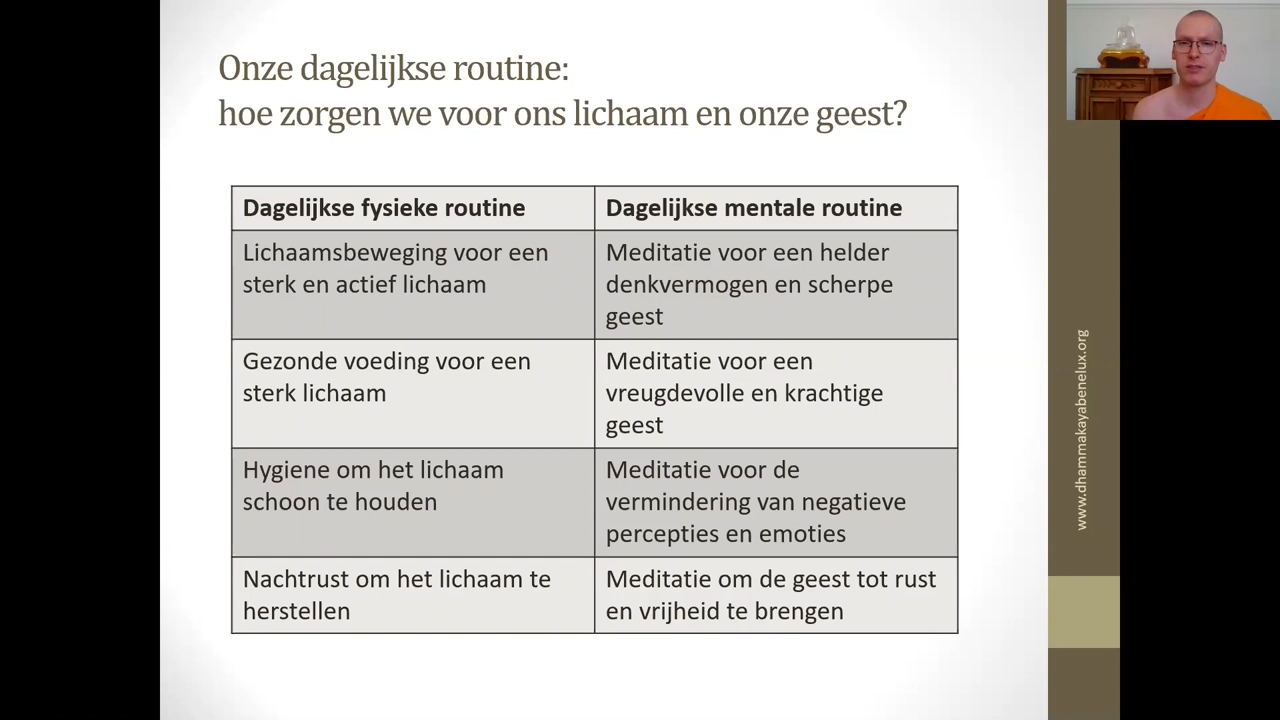 Onze dagelijkse routine:
hoe zorgen we voor ons lichaam en onze geest?
Dagelijkse fysieke routine
Dagelijkse mentale routine
Lichaamsbeweging voor een
sterk en actief lichaam
Meditatie voor een helder
denkvermogen en scherpe
geest
Gezonde voeding voor een
sterk lichaam
Meditatie voor een
vreugdevolle en krachtige
geest
Hygiene om het lichaam
schoon te houden
Meditatie voor de
vermindering van negatieve
percepties en emoties
Nachtrust om het lichaam te
herstellen
Meditatie om de geest tot rust
en vrijheid te brengen
www.dhammakayabenelux.org